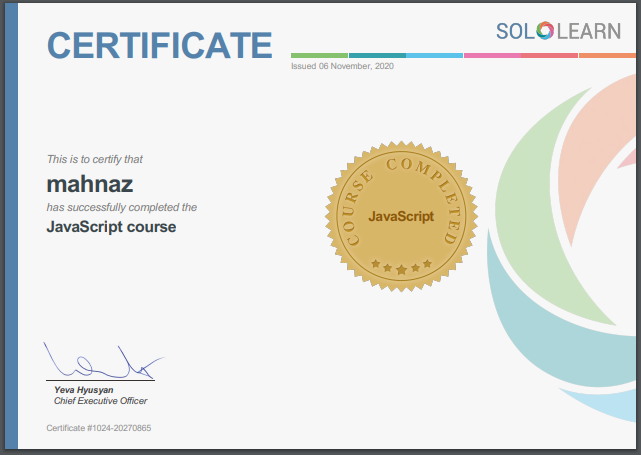 CERTIFICATE
SOLOLEARN
Issued 06 November, 2020
This is to certify that
mahnaz
has successfully completed the
JavaScript course
COURSE COMPLETED
JavaScript
Yeva Hyusyan
Chief Executive Officer
Certificate #1024-20270865